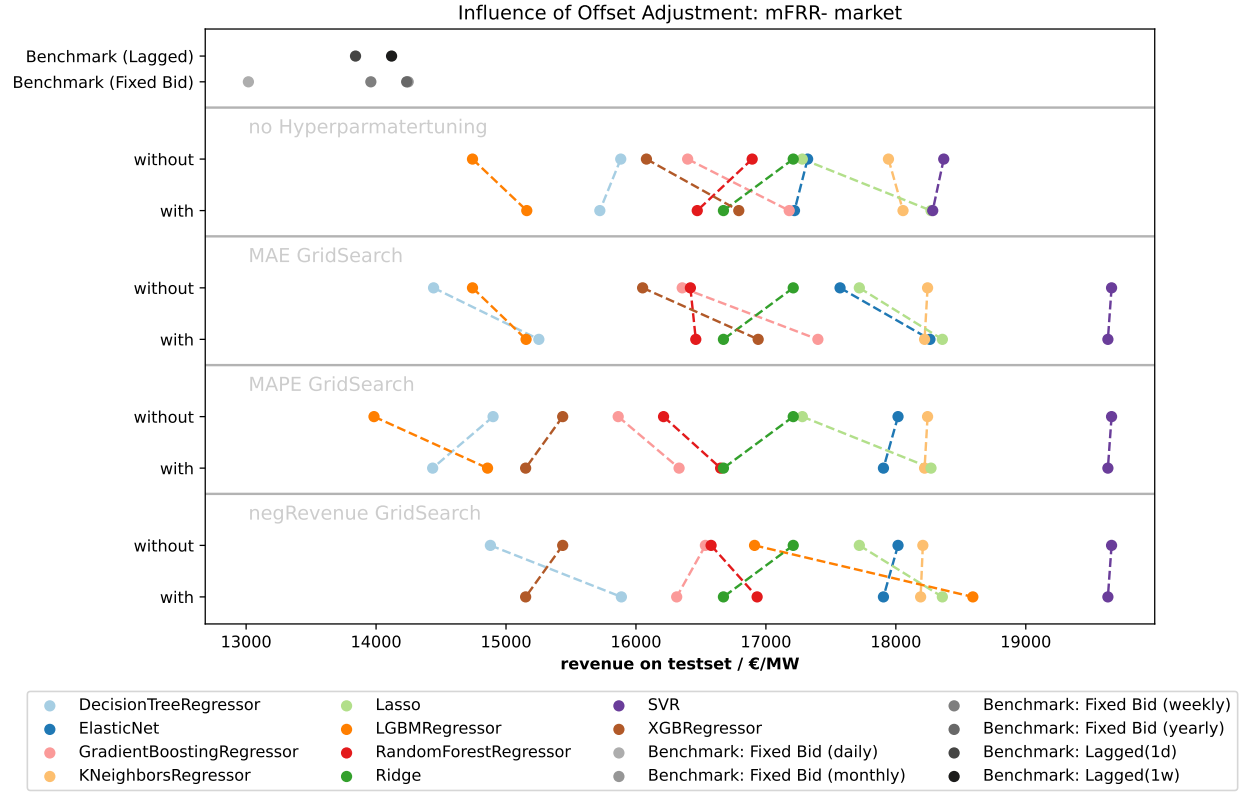 Influence of Offset Adjustment: mFRR- market
Benchmark (Lagged)
Benchmark (Fixed Bid)
no Hyperparmatertuning
without
with
MAE GridSearch
without
with
MAPE GridSearch
without
with
negRevenue GridSearch
without
with
13000 14000 15000 16000 17000 18000 19000
revenue on testset / €/MW
DecisionTreeRegressor Lasso SVR Benchmark: Fixed Bid (weekly)
ElasticNet LGBMRegressor XGBRegressor Benchmark: Fixed Bid (yearly)
GradientBoostingRegressor RandomForestRegressor Benchmark: Fixed Bid (daily) Benchmark: Lagged(1d)
KNeighborsRegressor Ridge Benchmark: Fixed Bid (monthly) Benchmark: Lagged(1w)